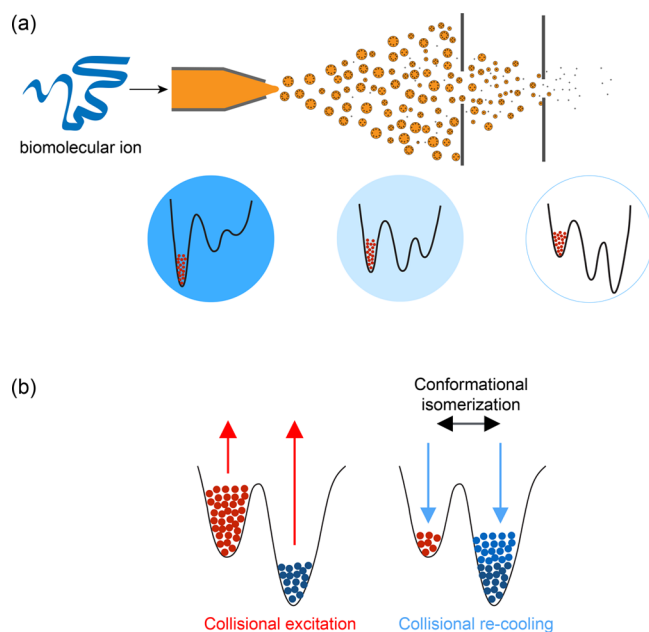 (a)
biomolecular ion
(b)
Conformational
isomerization
Collisional excitation
Collisional re-cooling